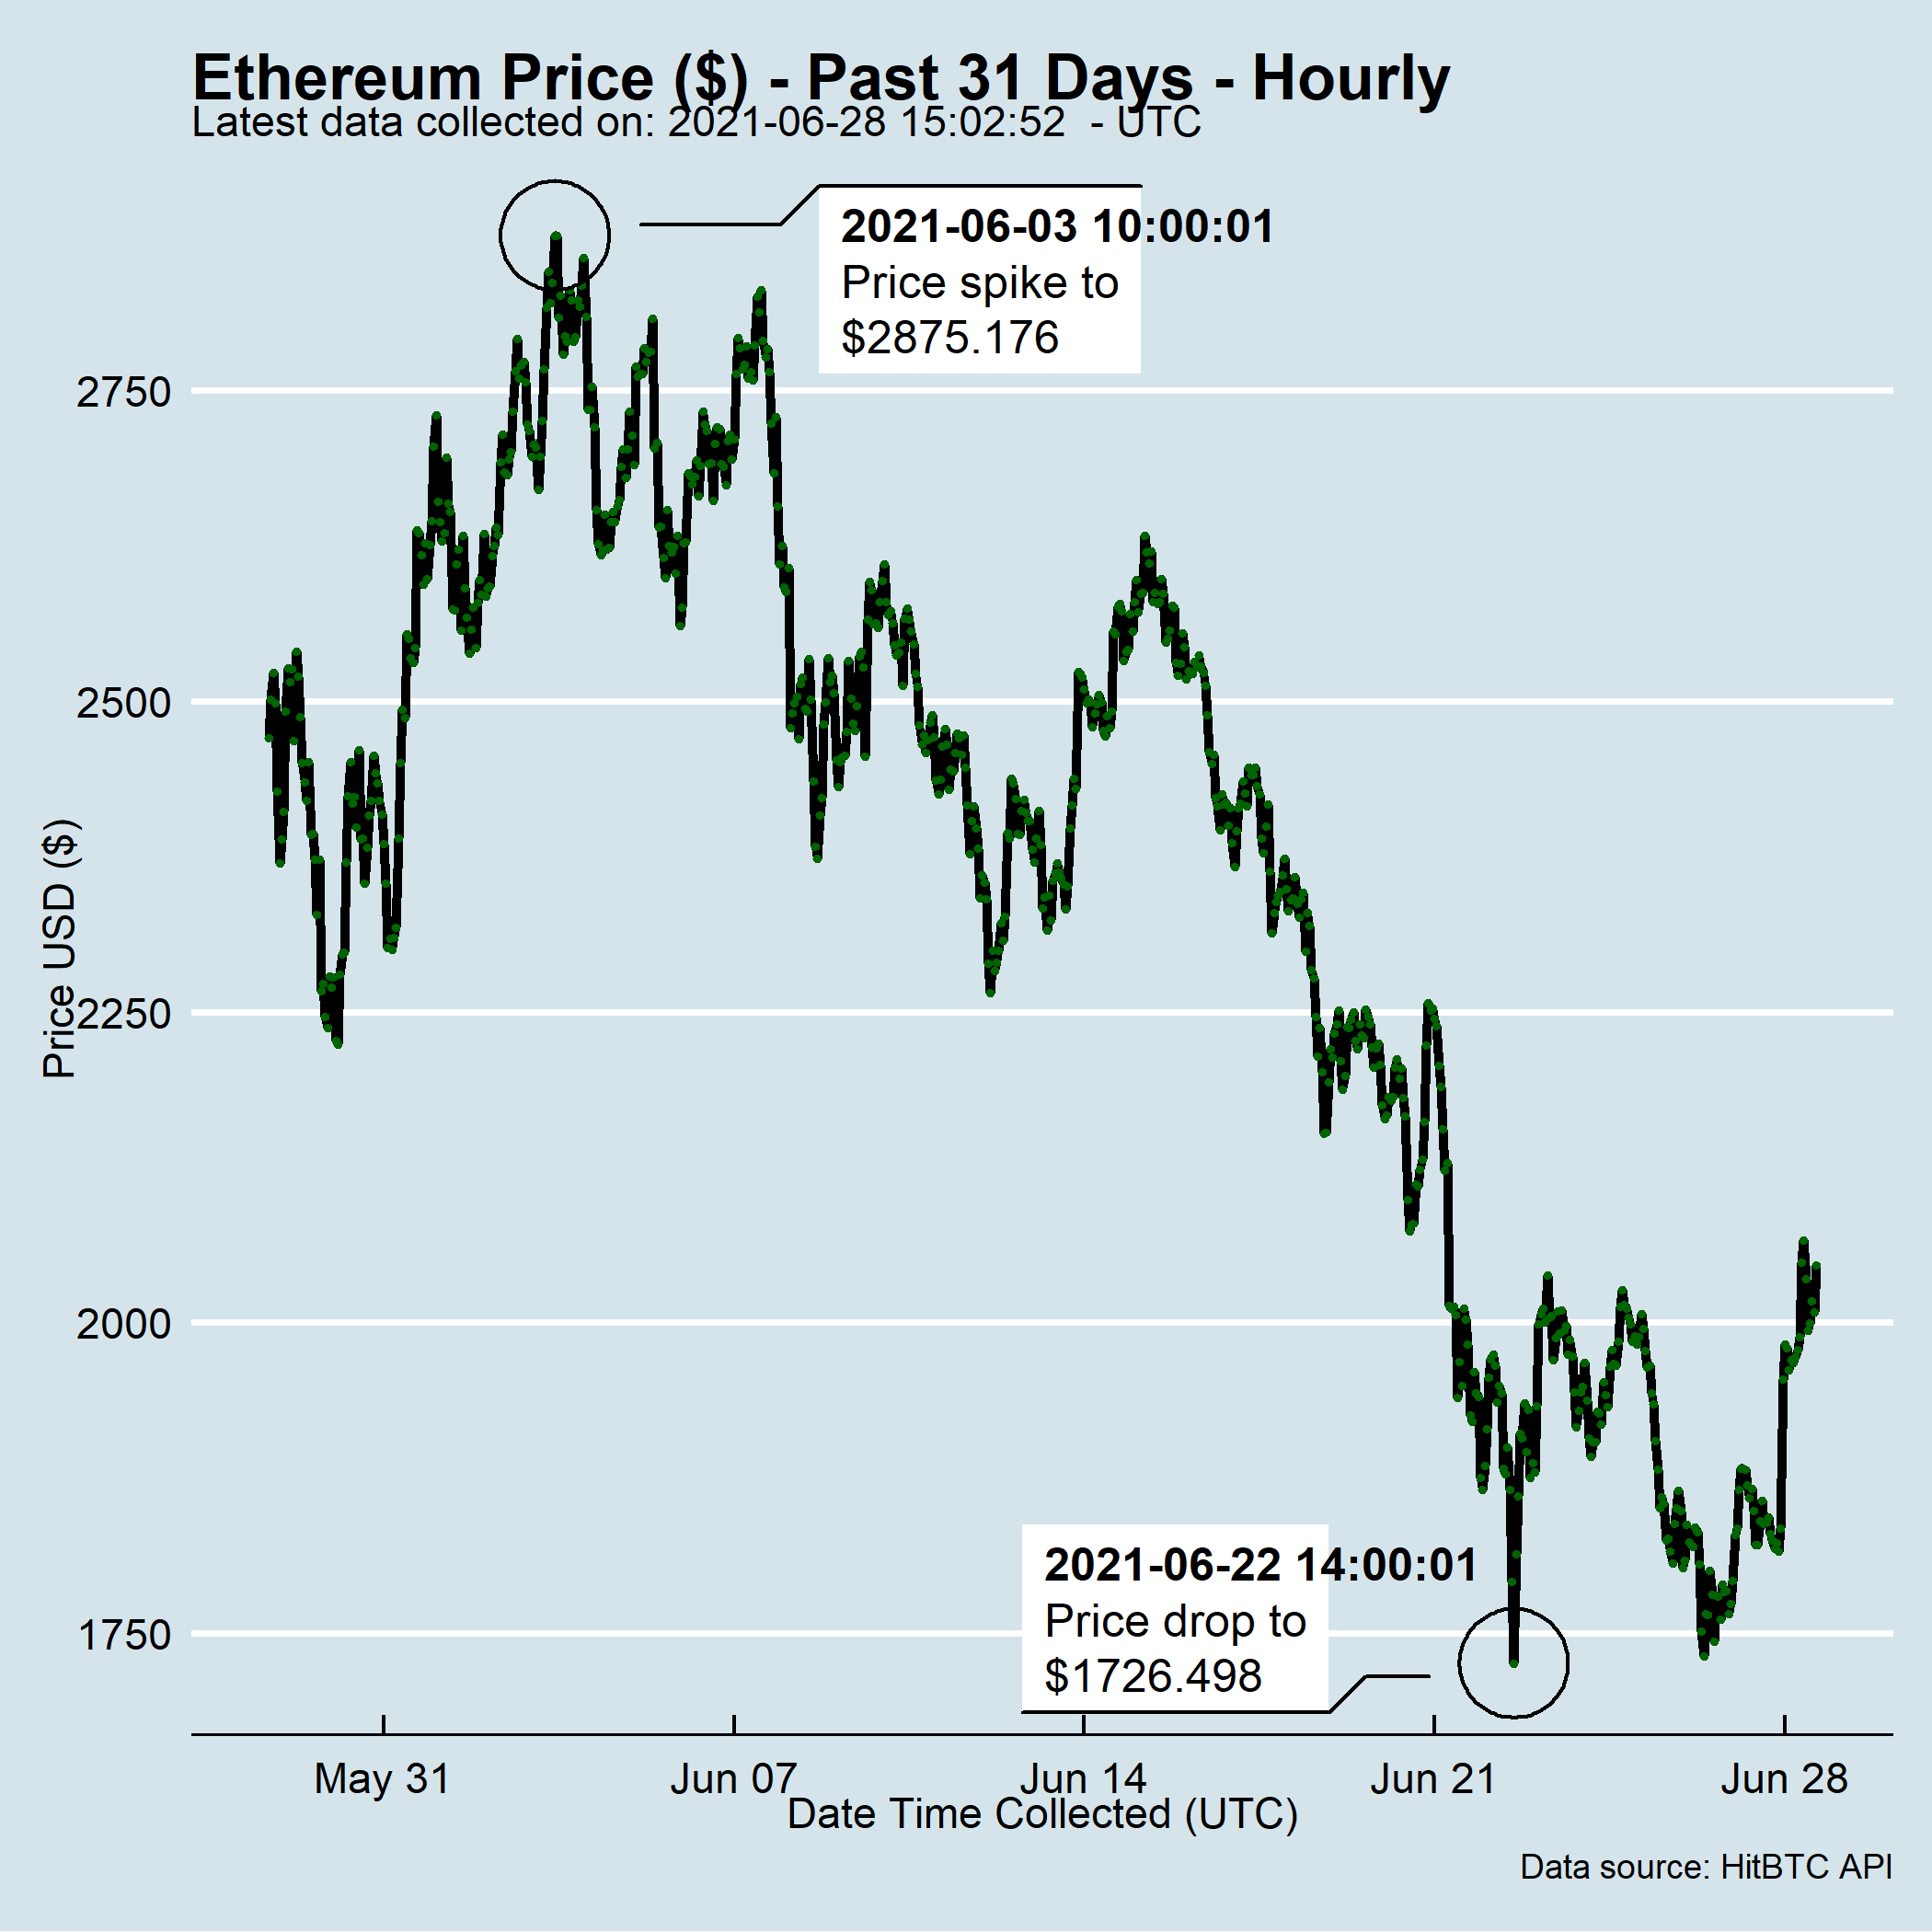 Ethereum Price ($) - Past 31 Days - Hourly
Latest data collected on: 2021-06-28 15:02:52  - UTC
2021-06-03 10:00:01
Price spike to
$2875.176
2750
2500
2250
2000
1750
Price USD ($)
2021-06-22 14:00:01
Price drop to
$1726.498
May 31
Jun 07
Jun 14
Jun 21
Jun 28
Date Time Collected (UTC)
Data source: HitBTC API